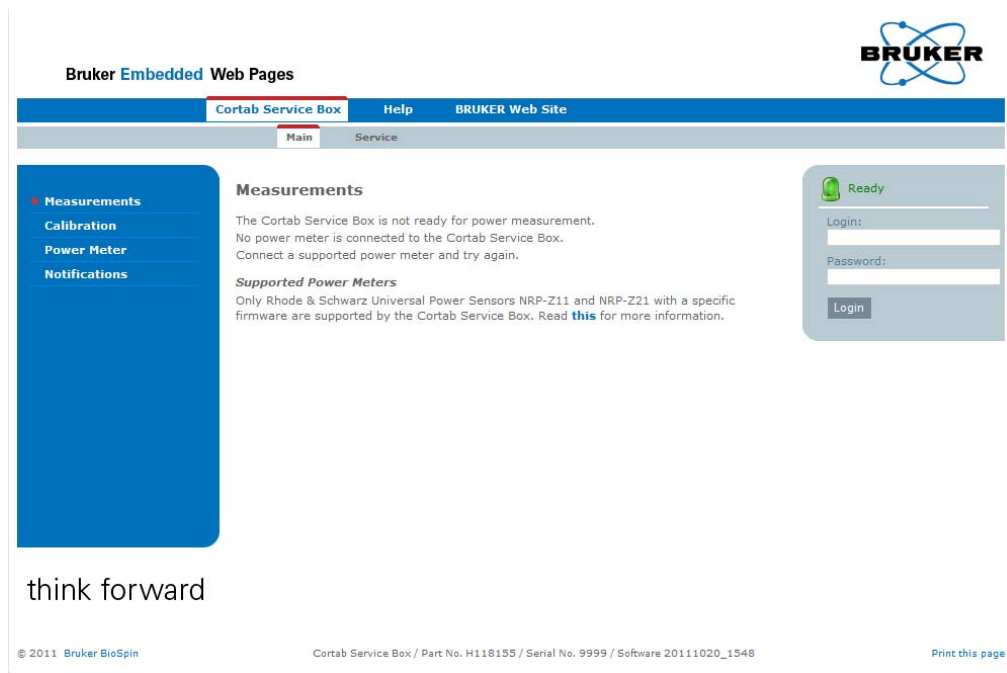 BRUKER
Bruker Embedded Web Pages
Cortab Service Box Help BRUKER Web Site
Main Service
Measurements
Calibration
Power Meter
Notifications
Measurements
The Cortab Service Box is not ready for power measurement.
No power meter is connected to the Cortab Service Box.
Connect a supported power meter and try again.
Supported Power Meters
Only Rhode & Schwarz Universal Power Sensors NRP-Z11 and NRP-Z21 with a specific
firmware are supported by the Cortab Service Box. Read this for more information.
Ready
Login:
Password:
Login
think forward
© 2011 Bruker BioSpin Cortab Service Box / Part No. H118155 / Serial No. 9999 / Software 20111020_1548 Print this page